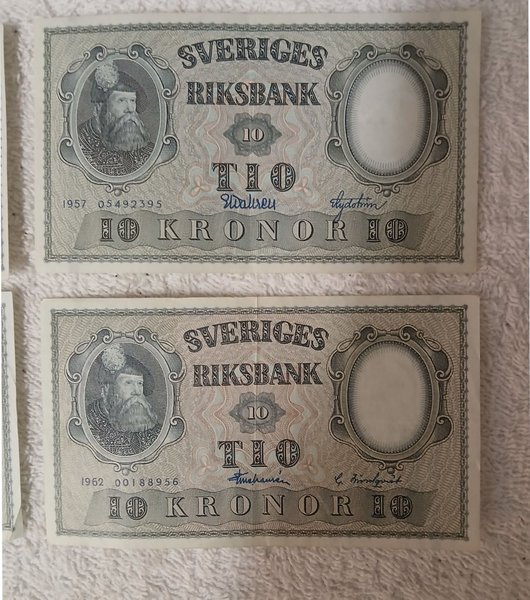 SVERIGES
RIKSBANK
10
TIO
1957 05492395
10 KRONOR 10
SVERIGES
RIKSBANK
10
TIO
1962 00188956
10 KRONOR 10